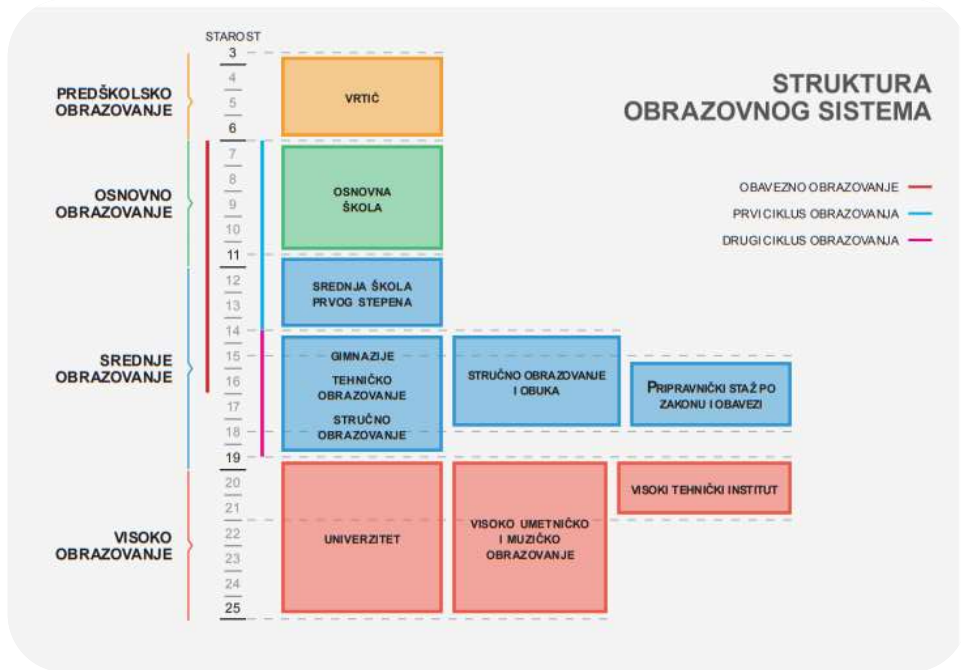 STRUKTURA
OBRAZOVNOG SISTEMA
OBAVEZNO OBRAZOVANJE
PRVI CIKLUS OBRAZOVANJA
DRUGI CIKLUS OBRAZOVANJA
STAROST
3
4
5
6
7
8
9
10
11
12
13
14
15
16
17
18
19
20
21
22
23
24
25
PREDŠKOLSKO
OBRAZOVANJE
VRTIĆ
OSNOVNO
OBRAZOVANJE
OSNOVNA
ŠKOLA
SREDNJE
OBRAZOVANJE
SREDNJA ŠKOLA
PRVOG STEPENA
GIMNAZIJE
TEHNIČKO
OBRAZOVANJE
STRUČNO
OBRAZOVANJE
STRUČNO OBRAZOVANJE
I OBUKA
PRIPRAVNIČKI STAŽ PO
ZAKONU I OBAVEZI
VISOKO
OBRAZOVANJE
UNIVERZITET
VISOKO UMETNIČKO
I MUZIČKO
OBRAZOVANJE
VISOKI TEHNIČKI INSTITUT